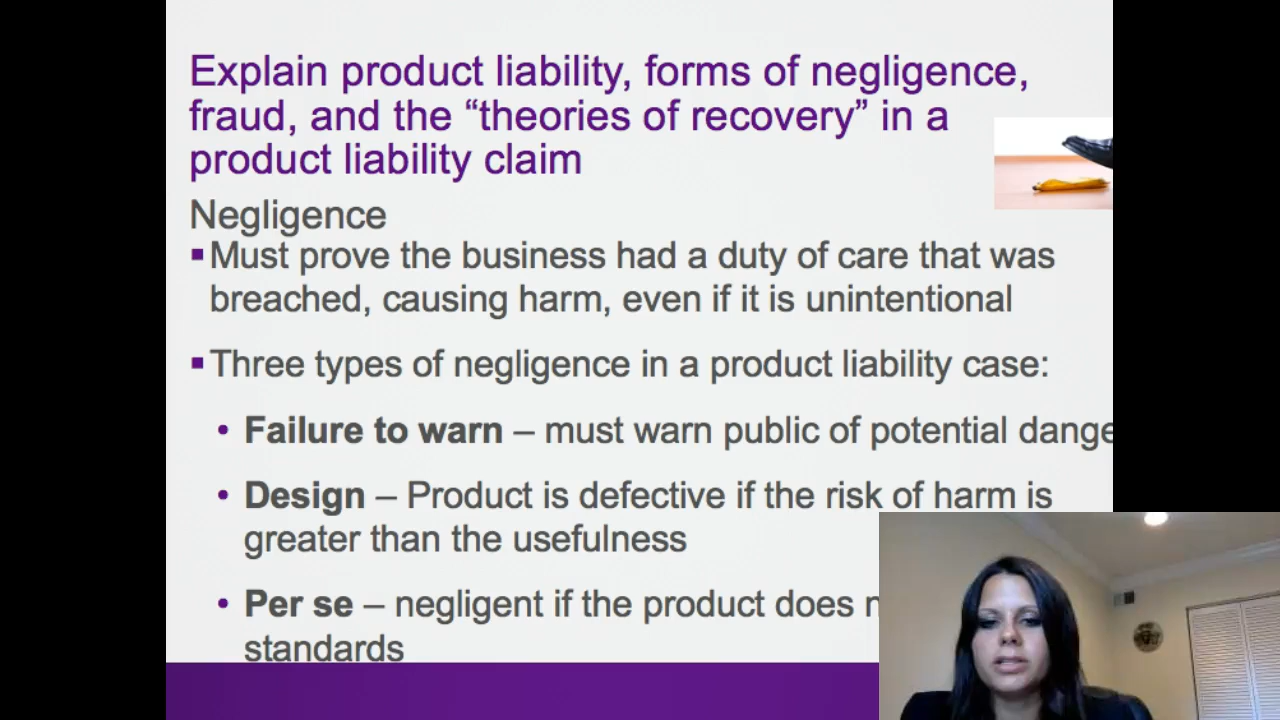 Explain product liability, forms of negligence,
fraud, and the “theories of recovery” in a
product liability claim
Negligence
▪ Must prove the business had a duty of care that was
breached, causing harm, even if it is unintentional
▪ Three types of negligence in a product liability case:
• Failure to warn – must warn public of potential dange
• Design – Product is defective if the risk of harm is
greater than the usefulness
• Per se – negligent if the product does
standards